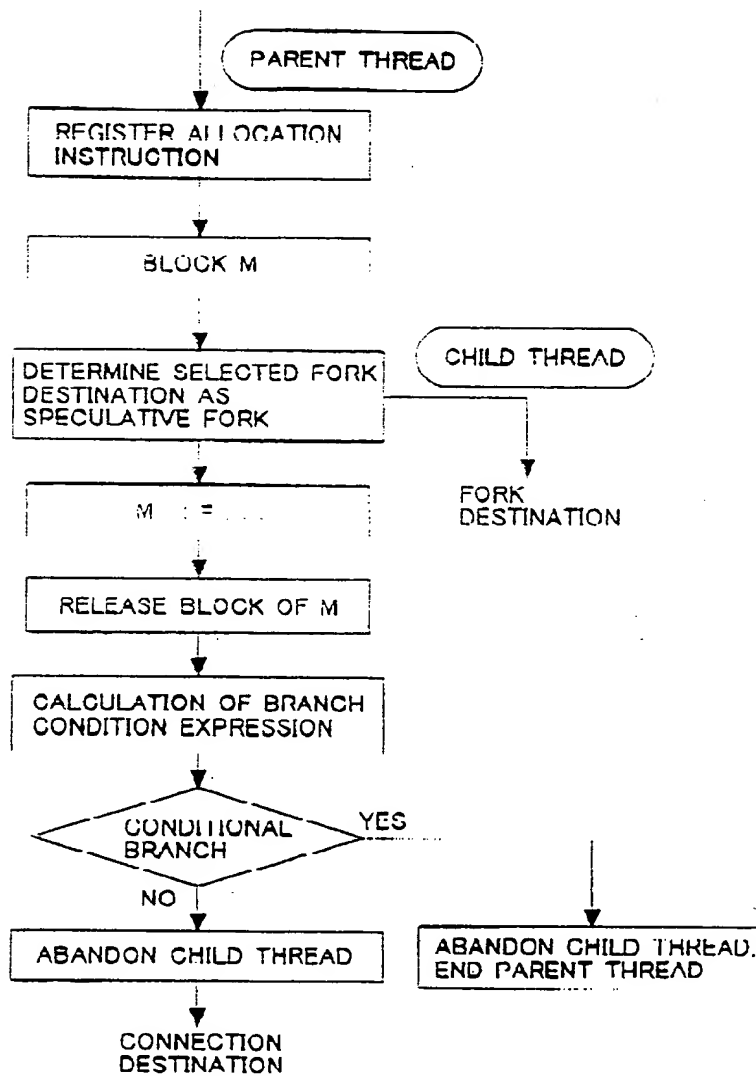 PARENT THREAD
REGISTER ALLOCATION
INSTRUCTION
BLOCK M
DETERMINE SELECTED FORK
DESTINATION AS
SPECULATIVE FORK
CHILD THREAD
FORK
DESTINATION
M : = ...
RELEASE BLOCK OF M
CALCULATION OF BRANCH
CONDITION EXPRESSION
CONDITIONAL
BRANCH
YES
NO
ABANDON CHILD THREAD
ABANDON CHILD THREAD.
END PARENT THREAD
CONNECTION
DESTINATION